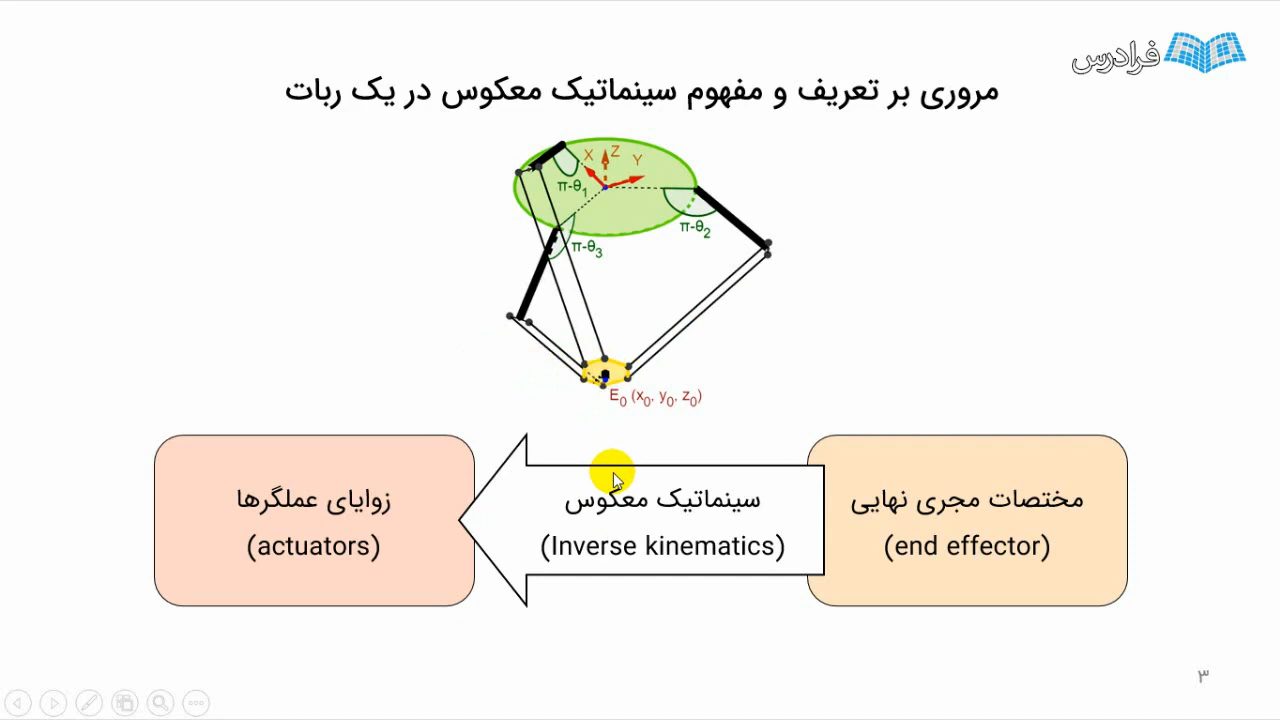 فرادرس
مروری بر تعریف و مفهوم سینماتیک معکوس در یک ربات
X
Z
Y
π-θ1
π-θ2
π-θ3
E0 (x0, y0, z0)
مختصات مجری نهایی
(end effector)
سینماتیک معکوس
(Inverse kinematics)
زوایای عملگرها
(actuators)
۳